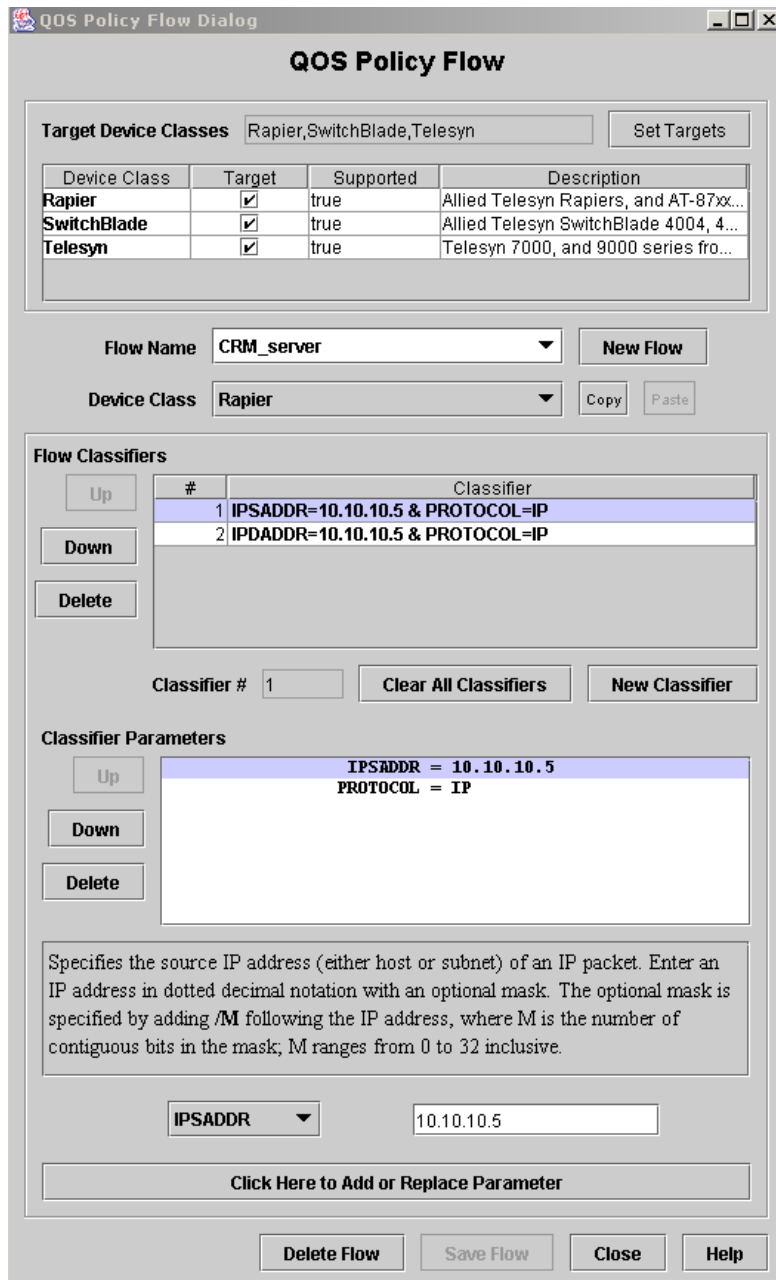 QOS Policy Flow Dialog
QOS Policy Flow
Target Device Classes Rapier,SwitchBlade,Telesyn Set Targets
Device Class Target Supported Description
Rapier true Allied Telesyn Rapiers, and AT-87xx...
SwitchBlade true Allied Telesyn SwitchBlade 4004, 4...
Telesyn true Telesyn 7000, and 9000 series fro...
Flow Name CRM_server New Flow
Device Class Rapier Copy Paste
Flow Classifiers
Up # Classifier
1 IPSADDR=10.10.10.5 & PROTOCOL=IP
Down 2 IPDADDR=10.10.10.5 & PROTOCOL=IP
Delete
Classifier # 1 Clear All Classifiers New Classifier
Classifier Parameters
Up IPSADDR = 10.10.10.5
PROTOCOL = IP
Down
Delete
Specifies the source IP address (either host or subnet) of an IP packet. Enter an
IP address in dotted decimal notation with an optional mask. The optional mask is
specified by adding /M following the IP address, where M is the number of
contiguous bits in the mask; M ranges from 0 to 32 inclusive.
IPSADDR 10.10.10.5
Click Here to Add or Replace Parameter
Delete Flow Save Flow Close Help